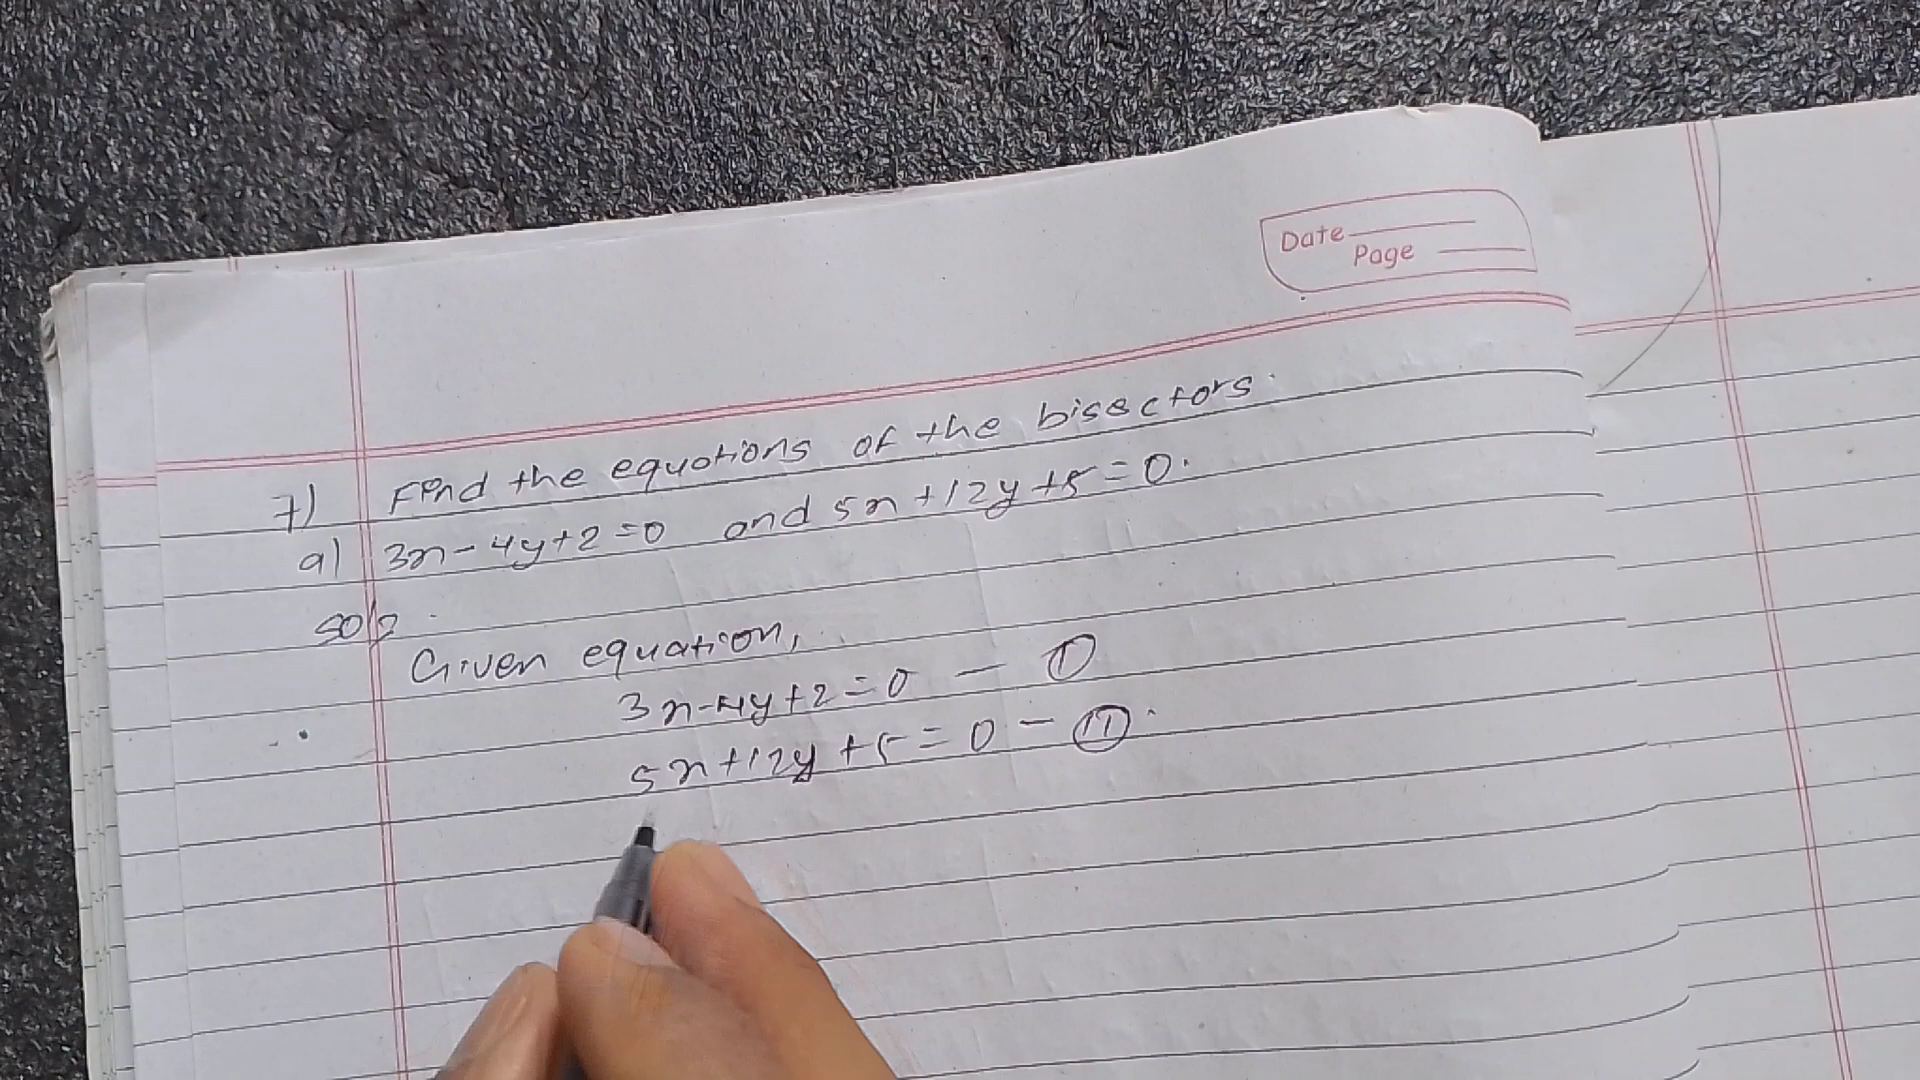 Date
Page
7) Find the equations of the bisectors.
a) 3x-4y+2=0 and 5x+12y+5=0.
sol?
Given equation,
3x-4y+2=0 - I
5x+12y+5=0 - II.